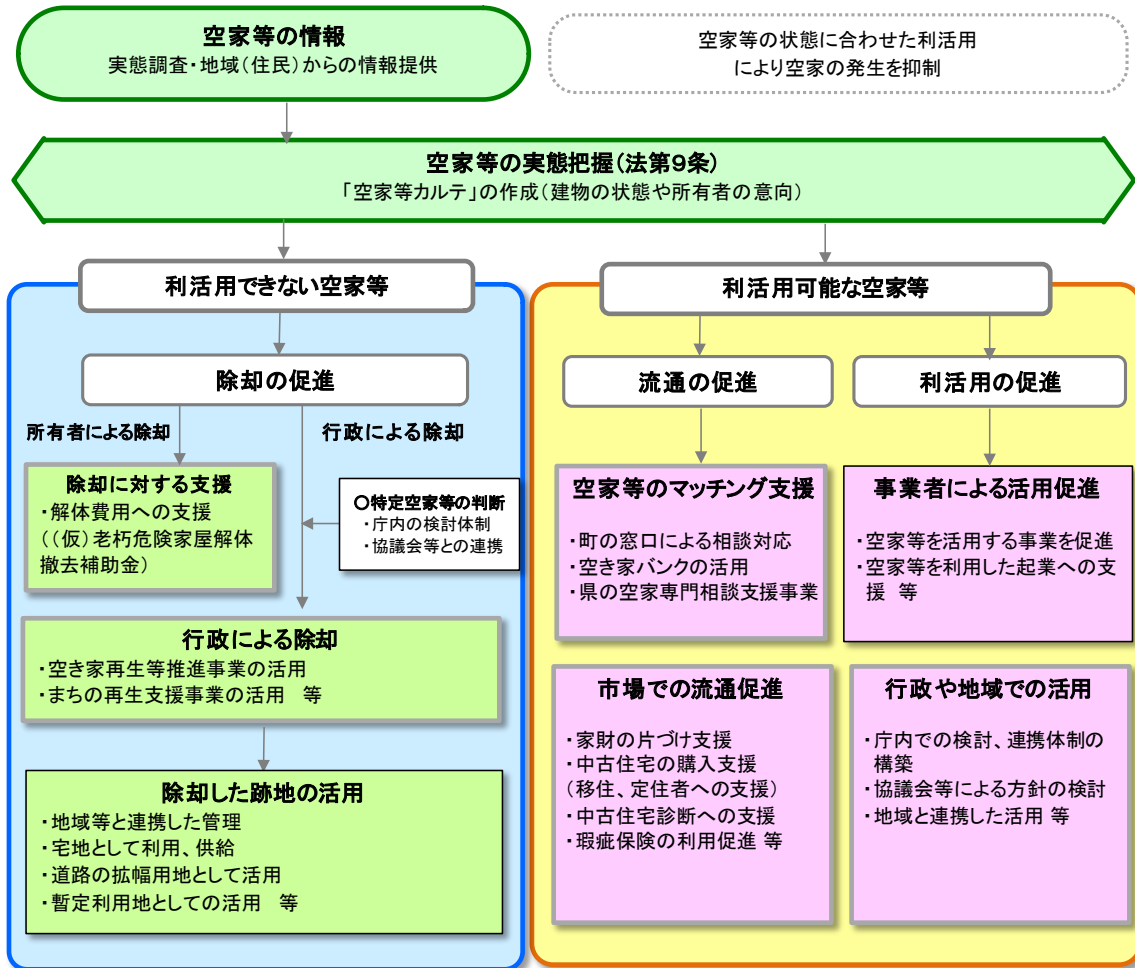 空家等の情報
実態調査・地域(住民)からの情報提供
空家等の状態に合わせた利活用
により空家の発生を抑制
空家等の実態把握(法第9条)
「空家等カルテ」の作成(建物の状態や所有者の意向)
利活用できない空家等
除却の促進
所有者による除却
行政による除却
除却に対する支援
・解体費用への支援
((仮)老朽危険家屋解体
撤去補助金)
○特定空家等の判断
・庁内の検討体制
・協議会等との連携
行政による除却
・空き家再生等推進事業の活用
・まちの再生支援事業の活用 等
除却した跡地の活用
・地域等と連携した管理
・宅地として利用、供給
・道路の拡幅用地として活用
・暫定利用地としての活用 等
利活用可能な空家等
流通の促進
利活用の促進
空家等のマッチング支援
・町の窓口による相談対応
・空き家バンクの活用
・県の空家専門相談支援事業
事業者による活用促進
・空家等を活用する事業を促進
・空家等を利用した起業への支
援 等
市場での流通促進
・家財の片づけ支援
・中古住宅の購入支援
(移住、定住者への支援)
・中古住宅診断への支援
・瑕疵保険の利用促進 等
行政や地域での活用
・庁内での検討、連携体制の
構築
・協議会等による方針の検討
・地域と連携した活用 等